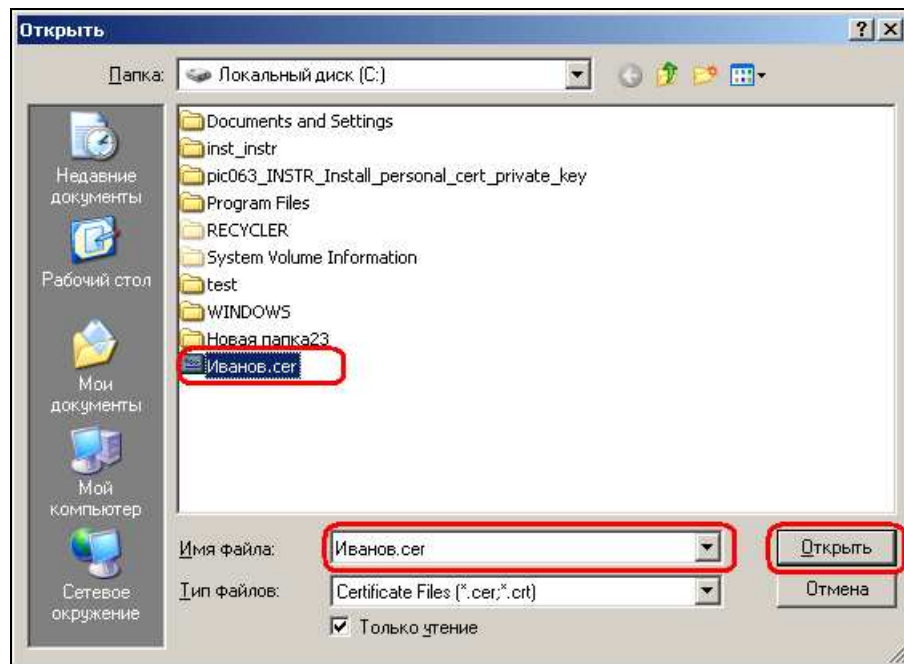 Открыть
Папка: Локальный диск (C:)
Недавние документы
Рабочий стол
Мои документы
Мой компьютер
Сетевое окружение
Documents and Settings
inst_instr
pic063_INSTR_Install_personal_cert_private_key
Program Files
RECYCLER
System Volume Information
test
WINDOWS
Новая папка23
Иванов.cer
Имя файла: Иванов.cer Открыть
Тип файлов: Certificate Files (*.cer;*.crt) Отмена
Только чтение